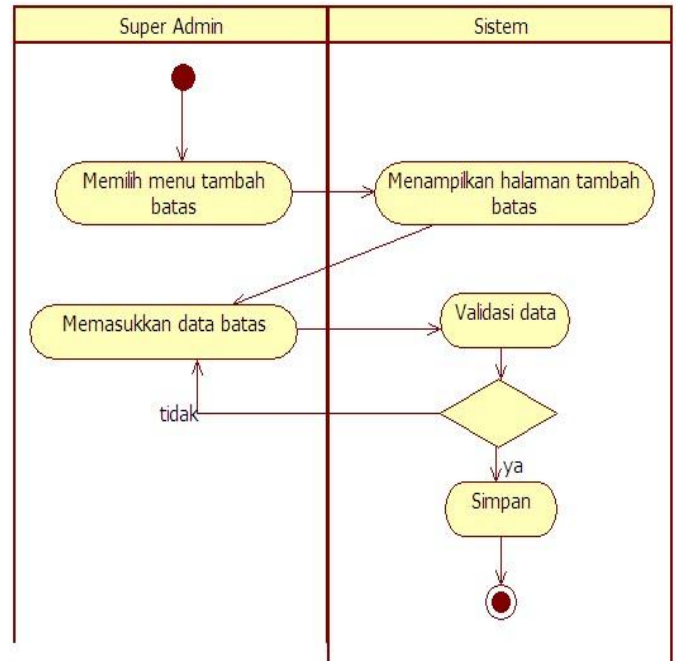 Super Admin
Sistem
Memilih menu tambah
batas
Menampilkan halaman tambah
batas
Memasukkan data batas
Validasi data
tidak
ya
Simpan